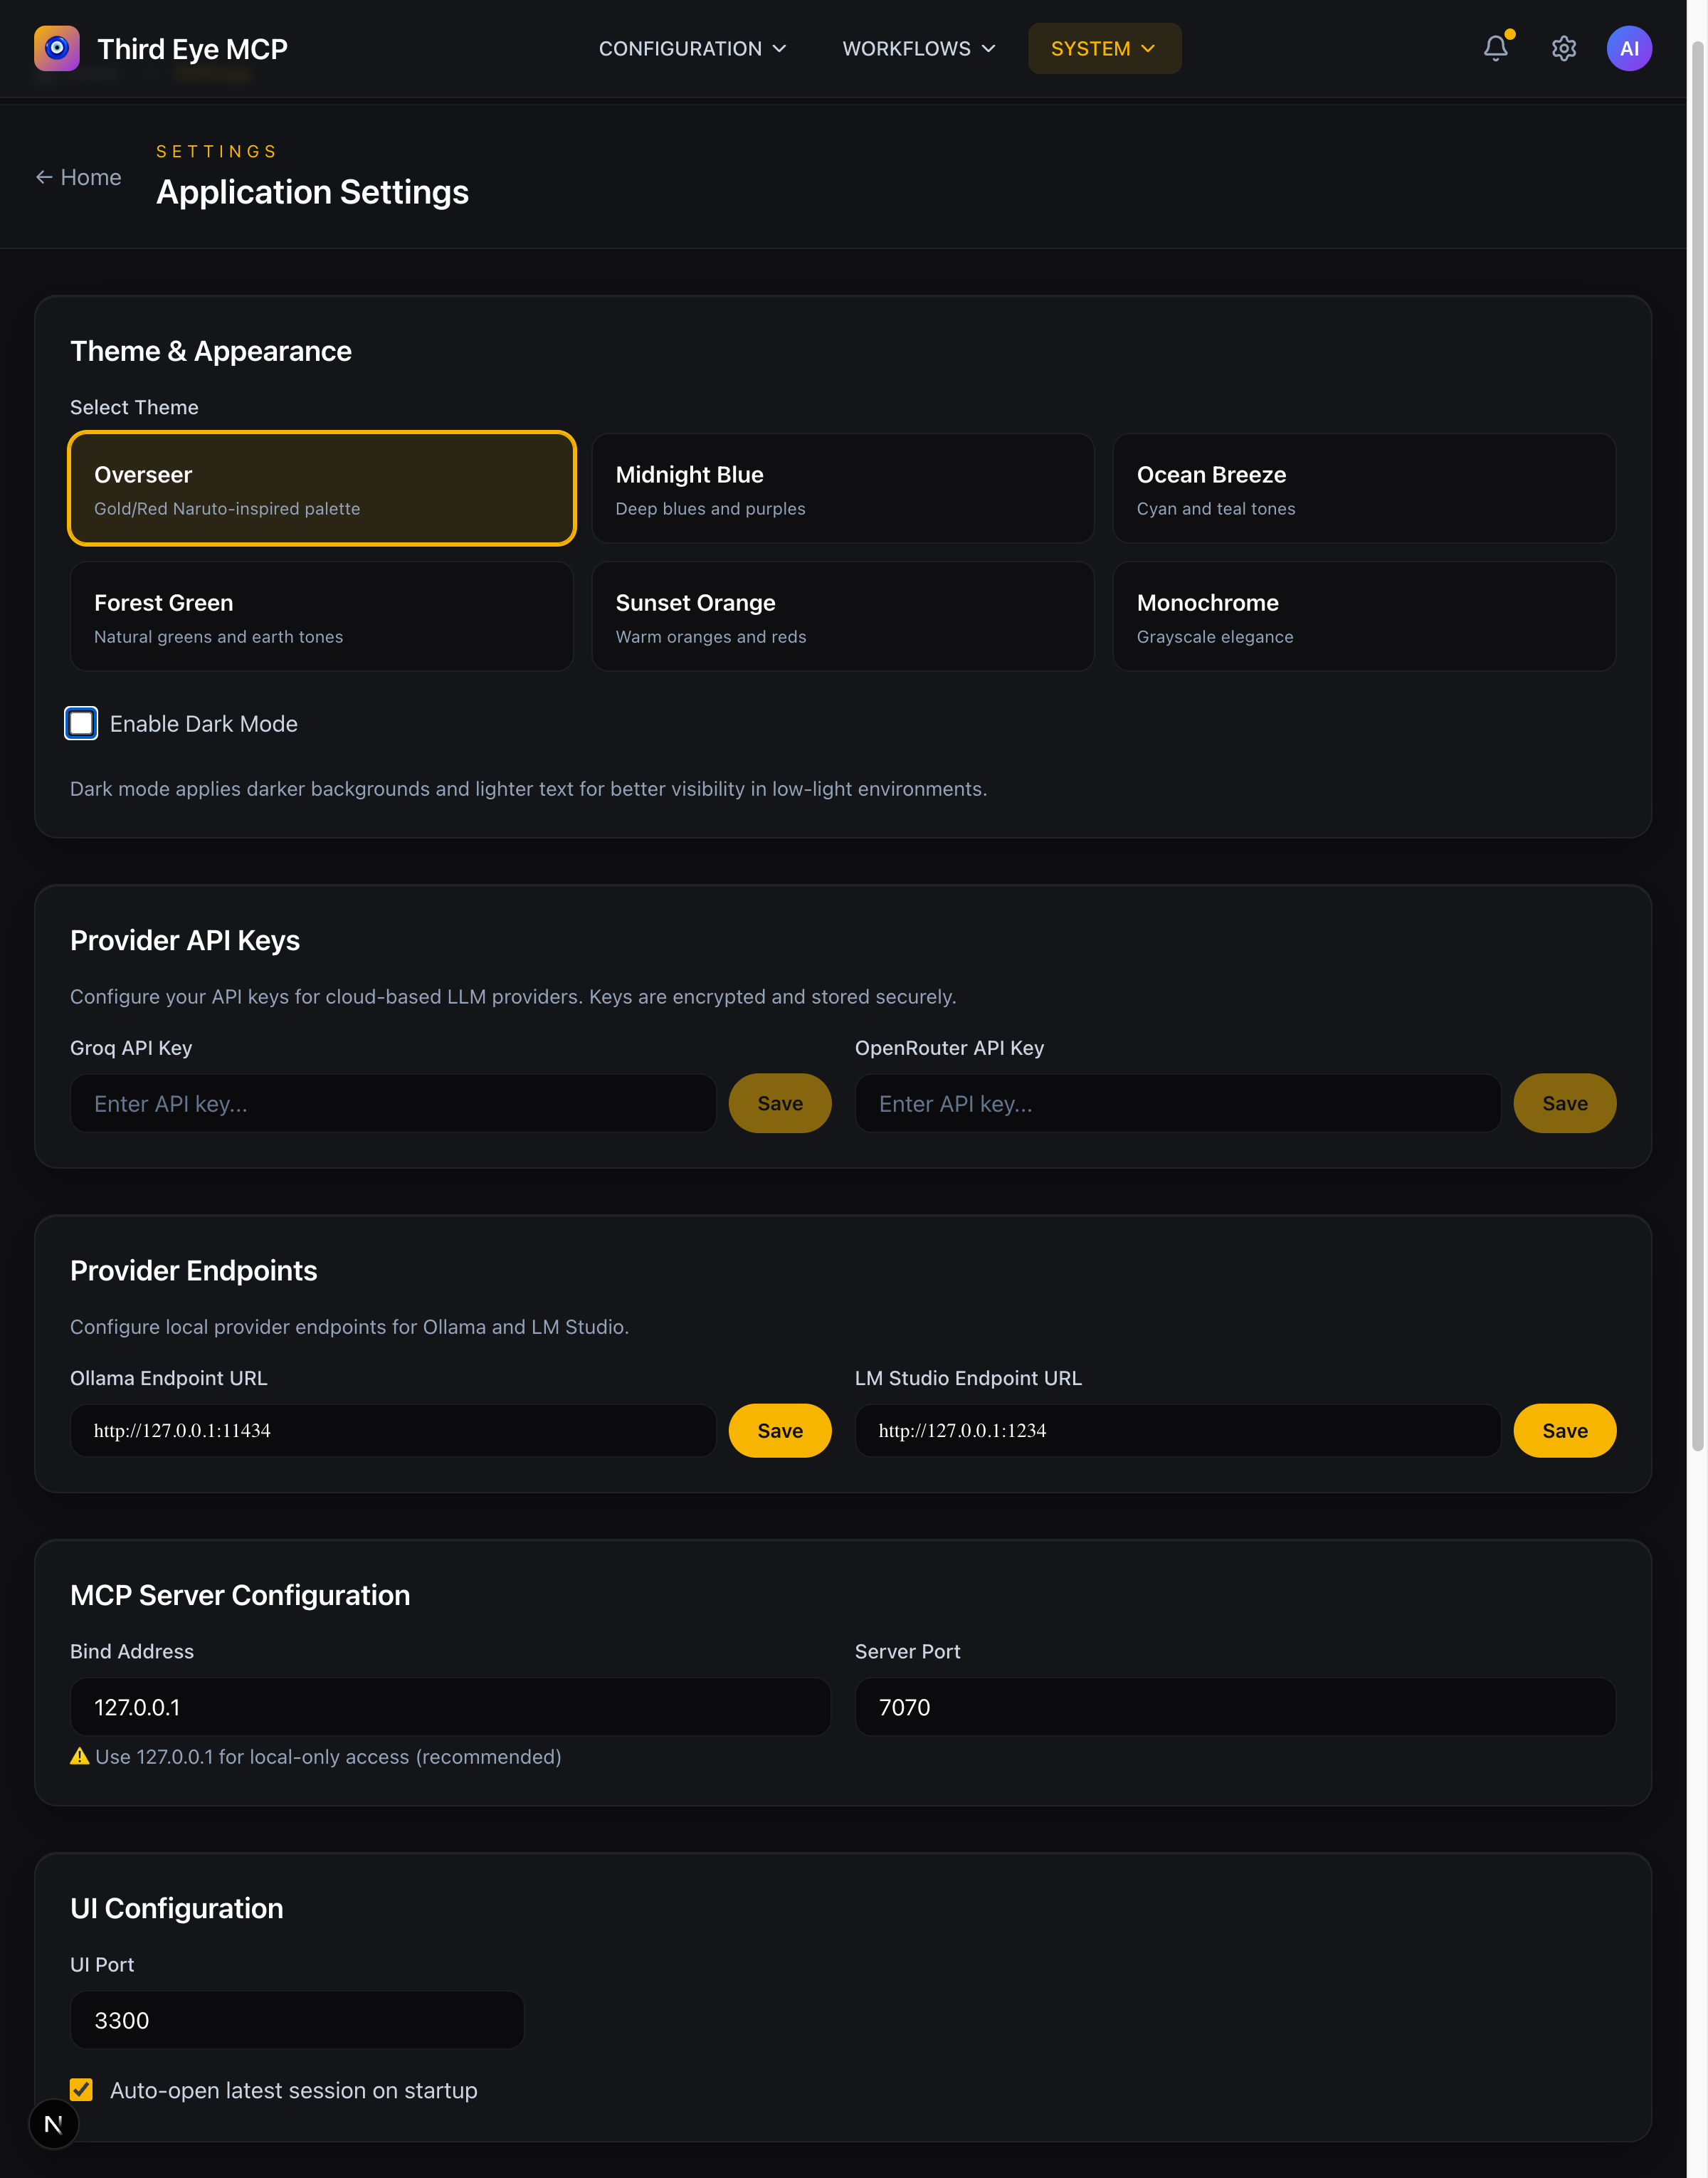 Third Eye MCP
CONFIGURATION
WORKFLOWS
SYSTEM
AI
← Home
SETTINGS
Application Settings
Theme & Appearance
Select Theme
Overseer
Gold/Red Naruto-inspired palette
Midnight Blue
Deep blues and purples
Ocean Breeze
Cyan and teal tones
Forest Green
Natural greens and earth tones
Sunset Orange
Warm oranges and reds
Monochrome
Grayscale elegance
Enable Dark Mode
Dark mode applies darker backgrounds and lighter text for better visibility in low-light environments.
Provider API Keys
Configure your API keys for cloud-based LLM providers. Keys are encrypted and stored securely.
Groq API Key
Enter API key...
Save
OpenRouter API Key
Enter API key...
Save
Provider Endpoints
Configure local provider endpoints for Ollama and LM Studio.
Ollama Endpoint URL
http://127.0.0.1:11434
Save
LM Studio Endpoint URL
http://127.0.0.1:1234
Save
MCP Server Configuration
Bind Address
127.0.0.1
⚠️ Use 127.0.0.1 for local-only access (recommended)
Server Port
7070
UI Configuration
UI Port
3300
Auto-open latest session on startup
N